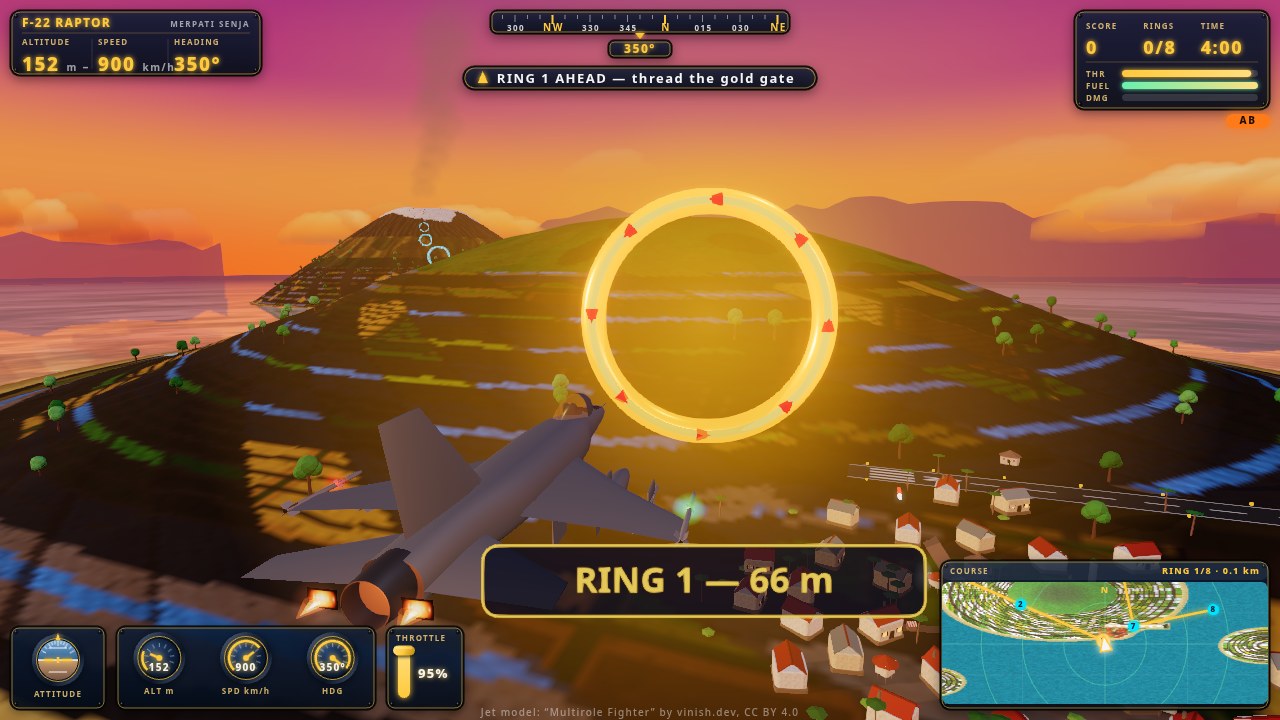 F-22 RAPTOR MERPATI SENJA
ALTITUDE SPEED HEADING
152 m – 900 km/h 350°
300 NW 330 345 N 015 030 NE
350°
RING 1 AHEAD — thread the gold gate
SCORE RINGS TIME
0 0/8 4:00
THR
FUEL
DMG
AB
RING 1 — 66 m
COURSE RING 1/8 · 0.1 km
N
2
7
8
ATTITUDE
152
ALT m
900
SPD km/h
350°
HDG
THROTTLE
95%
Jet model: "Multirole Fighter" by vinish.dev, CC BY 4.0